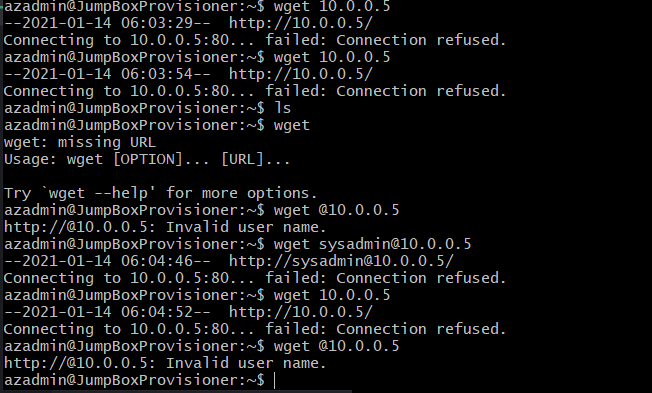 azadmin@JumpBoxProvisioner:~$ wget 10.0.0.5
--2021-01-14 06:03:29--  http://10.0.0.5/
Connecting to 10.0.0.5:80... failed: Connection refused.
azadmin@JumpBoxProvisioner:~$ wget 10.0.0.5
--2021-01-14 06:03:54--  http://10.0.0.5/
Connecting to 10.0.0.5:80... failed: Connection refused.
azadmin@JumpBoxProvisioner:~$ ls
azadmin@JumpBoxProvisioner:~$ wget
wget: missing URL
Usage: wget [OPTION]... [URL]...

Try `wget --help' for more options.
azadmin@JumpBoxProvisioner:~$ wget @10.0.0.5
http://@10.0.0.5: Invalid user name.
azadmin@JumpBoxProvisioner:~$ wget sysadmin@10.0.0.5
--2021-01-14 06:04:46--  http://sysadmin@10.0.0.5/
Connecting to 10.0.0.5:80... failed: Connection refused.
azadmin@JumpBoxProvisioner:~$ wget 10.0.0.5
--2021-01-14 06:04:52--  http://10.0.0.5/
Connecting to 10.0.0.5:80... failed: Connection refused.
azadmin@JumpBoxProvisioner:~$ wget @10.0.0.5
http://@10.0.0.5: Invalid user name.
azadmin@JumpBoxProvisioner:~$